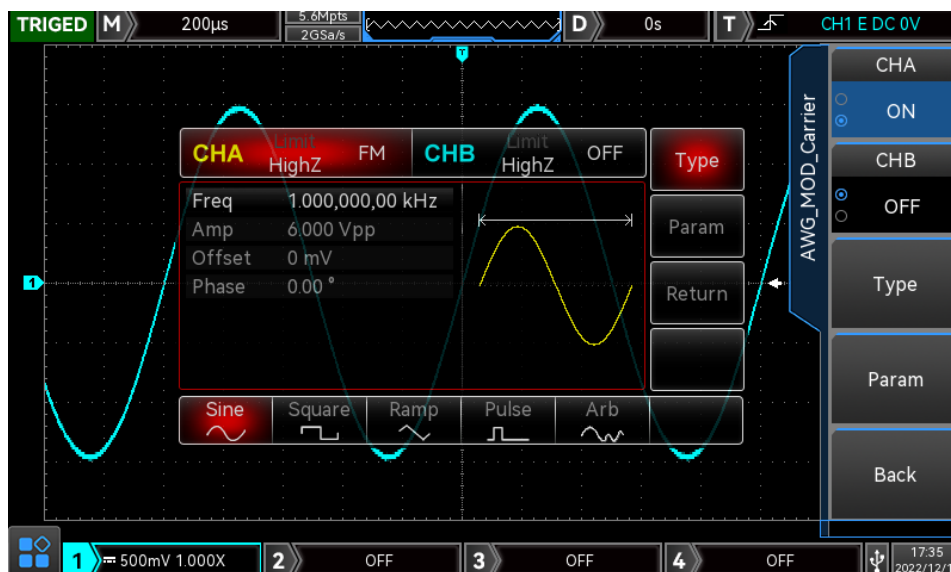 TRIGED M 200µs 5.6Mpts D 0s T CH1 E DC 0V
2GSa/s
T
CHA
ON
CHB
OFF
Type
Param
Back
AWG_MOD_Carrier
CHA Limit HighZ FM CHB Limit HighZ OFF
Type
Param
Return
Freq 1.000,000,00 kHz
Amp 6.000 Vpp
Offset 0 mV
Phase 0.00 °
Sine Square Ramp Pulse Arb
1
1 500mV 1.000X 2 OFF 3 OFF 4 OFF 17:35